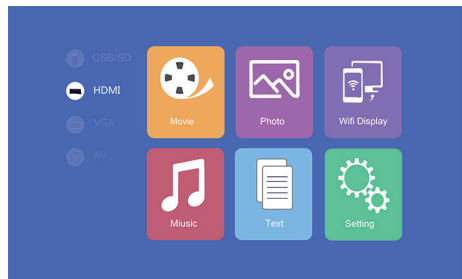 USB/SD
HDMI
VGA
AV
Movie
Photo
Wifi Display
Miusic
Text
Setting